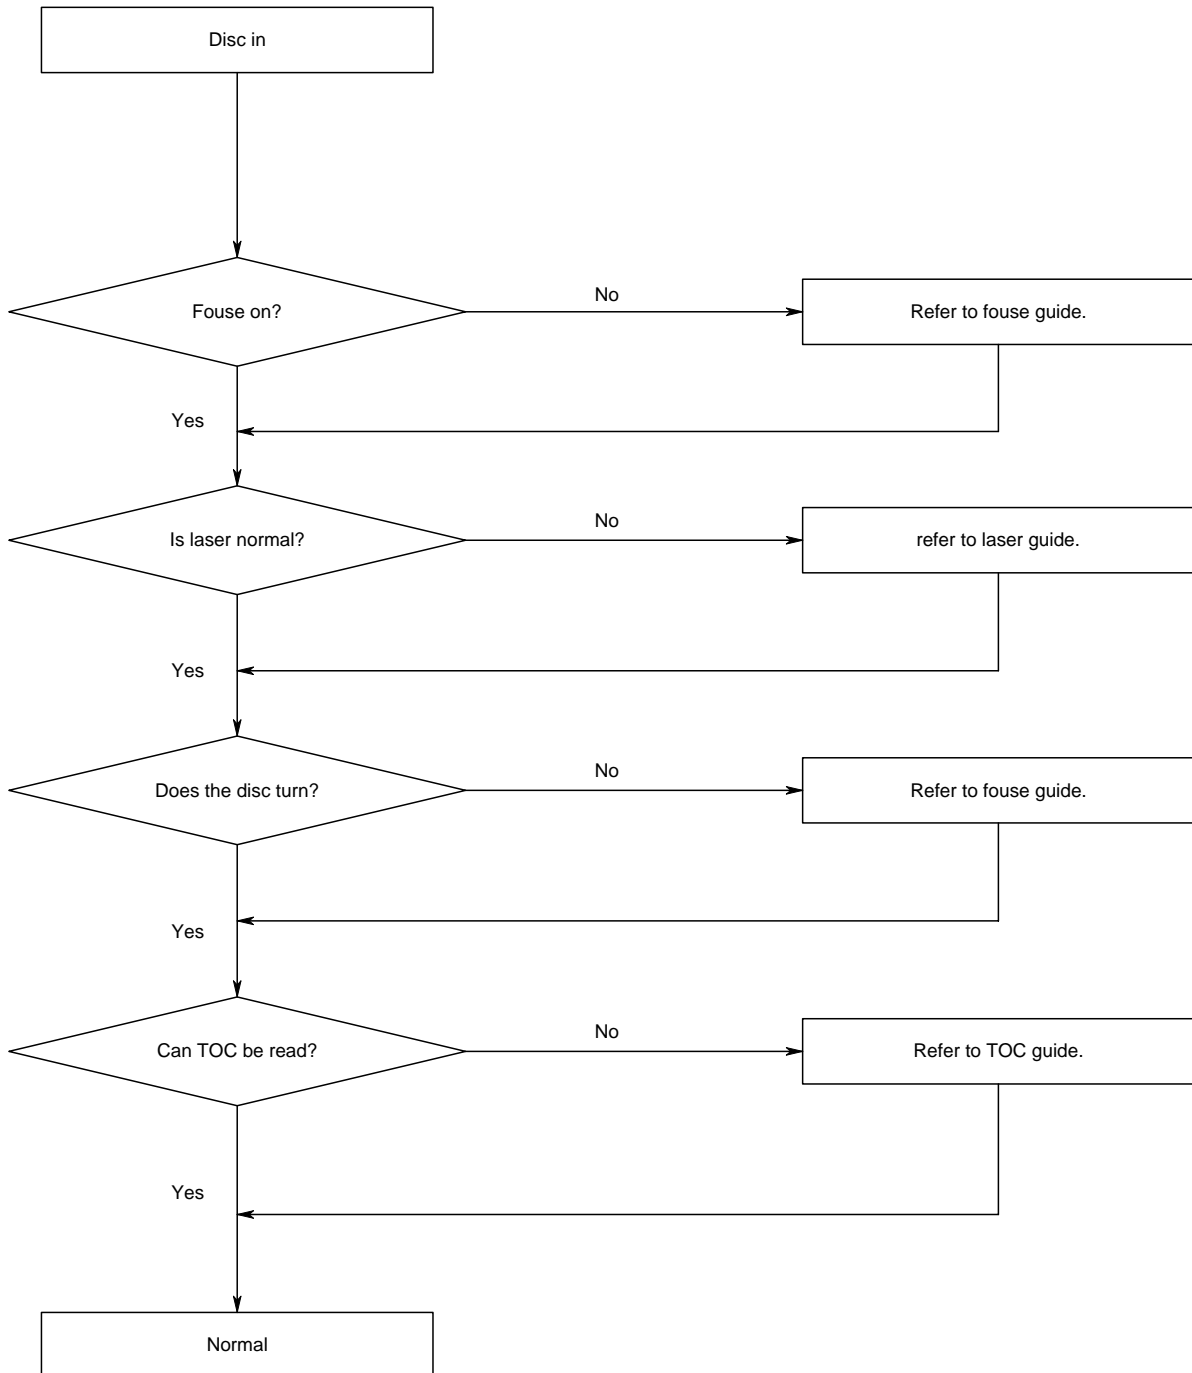 Disc in
Fouse on?
No
Refer to fouse guide.
Yes
Is laser normal?
No
refer to laser guide.
Yes
Does the disc turn?
No
Refer to fouse guide.
Yes
Can TOC be read?
No
Refer to TOC guide.
Yes
Normal